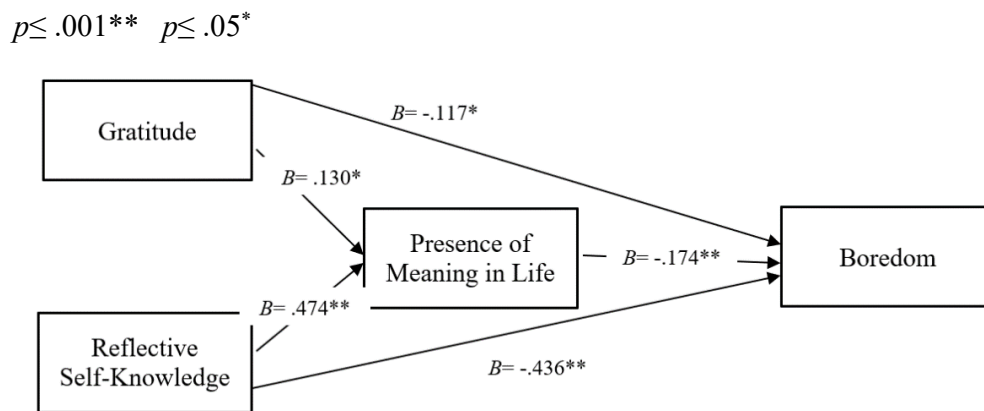 p≤ .001** p≤ .05*
Gratitude
B= -.117*
B= .130*
Presence of
Meaning in Life
B= -.174**
Boredom
B= .474**
Reflective
Self-Knowledge
B= -.436**